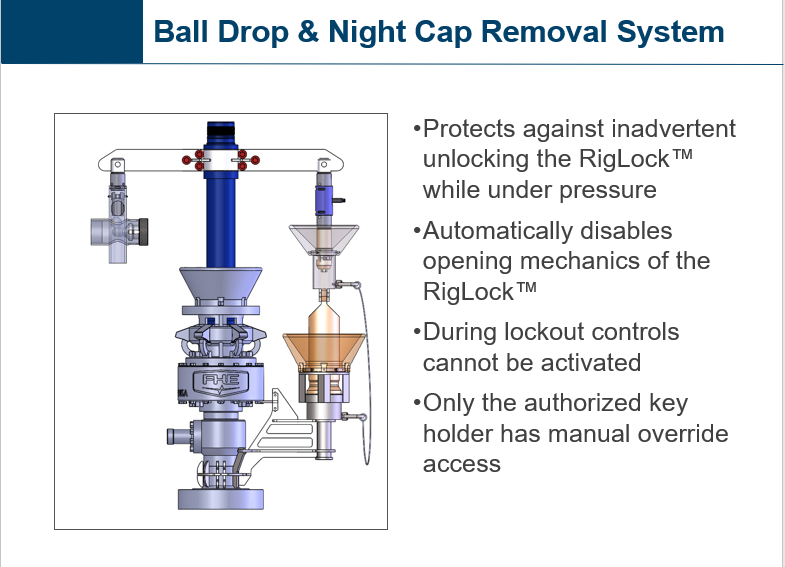 Ball Drop & Night Cap Removal System
•Protects against inadvertent
unlocking the RigLock™
while under pressure
•Automatically disables
opening mechanics of the
RigLock™
•During lockout controls
cannot be activated
•Only the authorized key
holder has manual override
access
FHE